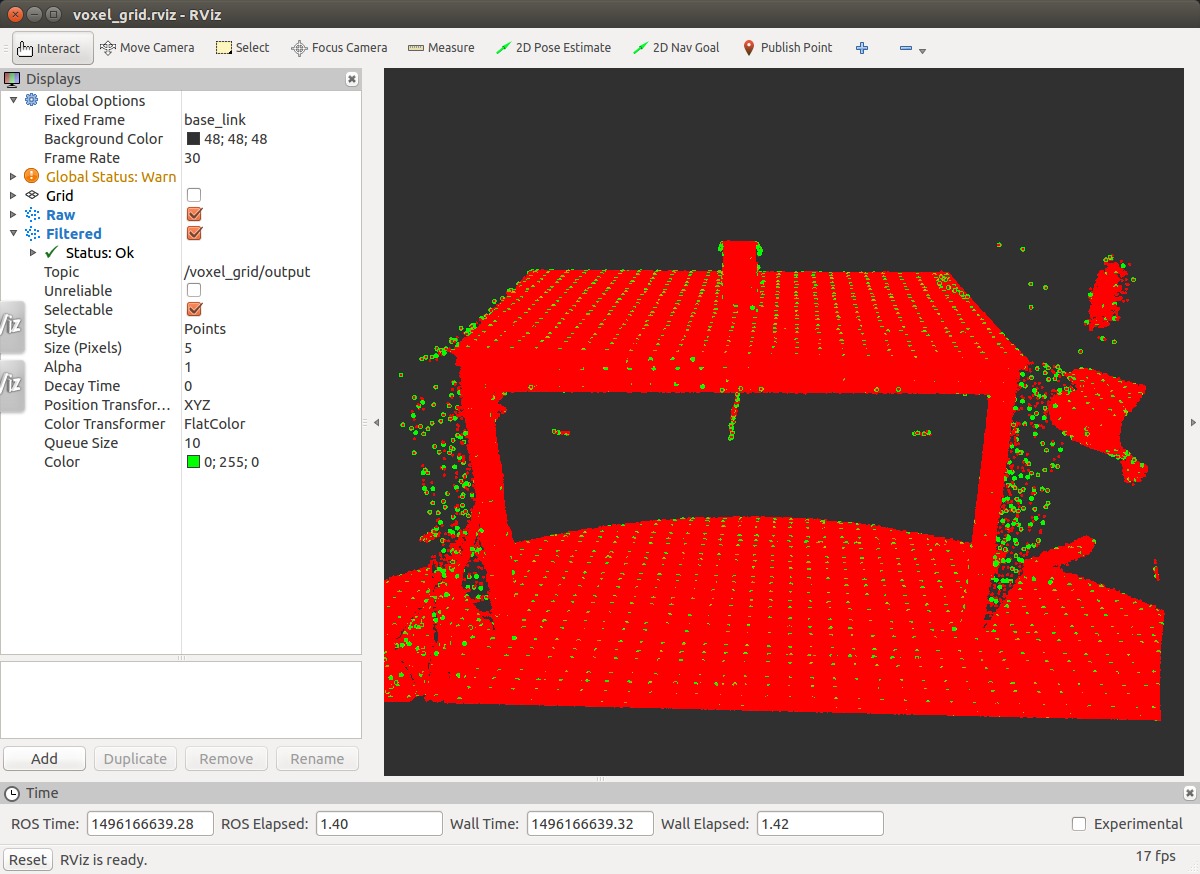 voxel_grid.rviz - RViz
Interact Move Camera Select Focus Camera Measure 2D Pose Estimate 2D Nav Goal Publish Point
Displays
Global Options
Fixed Frame base_link
Background Color 48; 48; 48
Frame Rate 30
Global Status: Warn
Grid
Raw
Filtered
Status: Ok
Topic /voxel_grid/output
Unreliable
Selectable
Style Points
Size (Pixels) 5
Alpha 1
Decay Time 0
Position Transfor... XYZ
Color Transformer FlatColor
Queue Size 10
Color 0; 255; 0
Add Duplicate Remove Rename
Time
ROS Time: 1496166639.28 ROS Elapsed: 1.40 Wall Time: 1496166639.32 Wall Elapsed: 1.42 Experimental
Reset RViz is ready. 17 fps